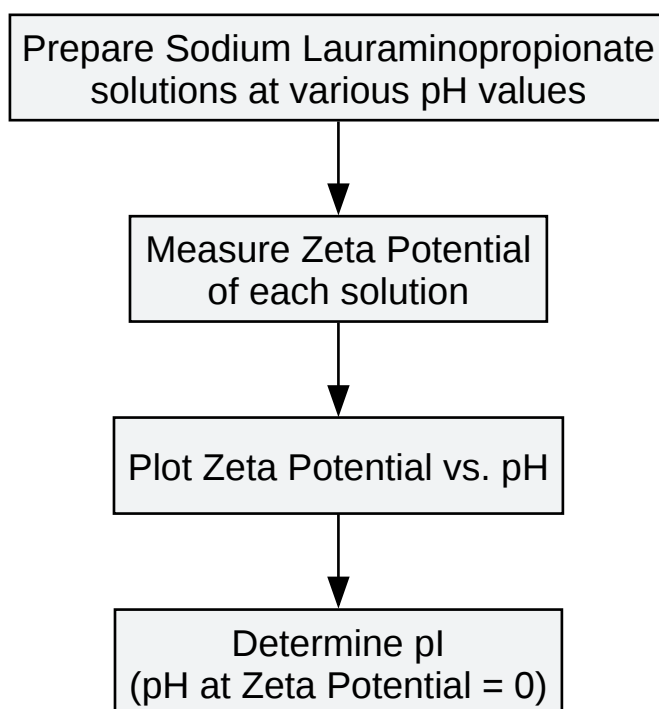 Prepare Sodium Lauraminopropionate
solutions at various pH values
Measure Zeta Potential
of each solution
Plot Zeta Potential vs. pH
Determine pI
(pH at Zeta Potential = 0)